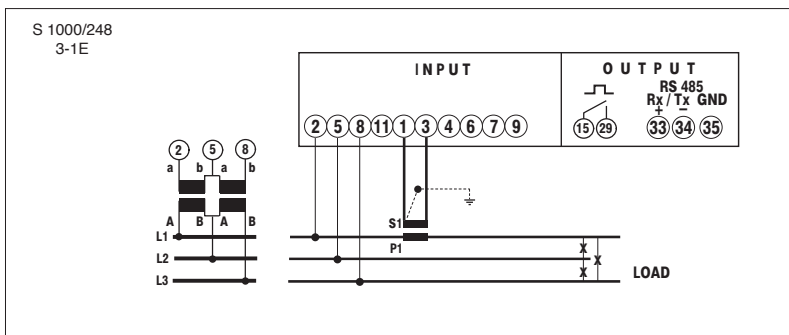 S 1000/248
3-1E
INPUT
OUTPUT
RS 485
Rx / Tx GND
+ −
2 5 8 11 1 3 4 6 7 9
15 29 33 34 35
2 5 8
a b a b
A B A B
S1
P1
L1
L2
L3
x
x
x
LOAD